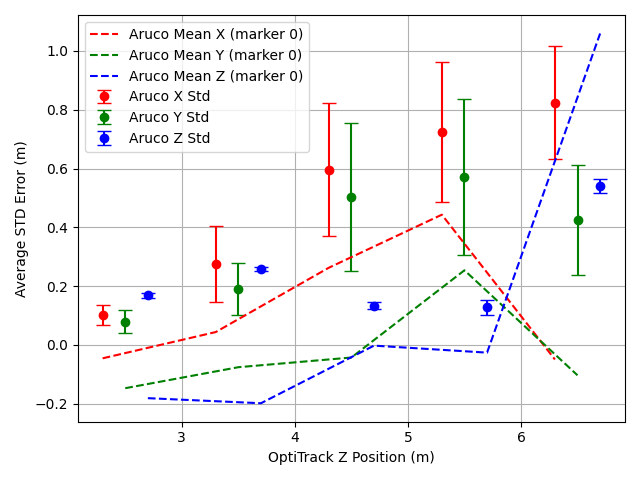 Aruco Mean X (marker 0)
Aruco Mean Y (marker 0)
Aruco Mean Z (marker 0)
Aruco X Std
Aruco Y Std
Aruco Z Std
Average STD Error (m)
1.0
0.8
0.6
0.4
0.2
0.0
−0.2
3 4 5 6
OptiTrack Z Position (m)